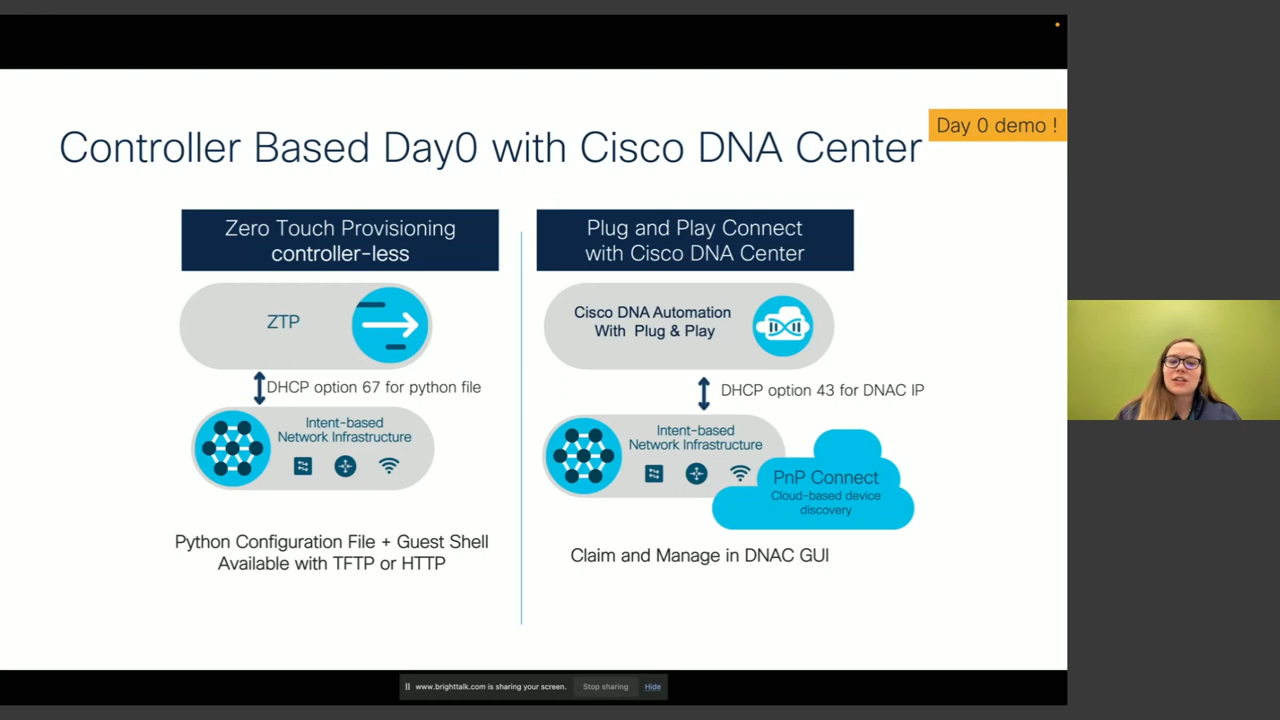 Day 0 demo !
Controller Based Day0 with Cisco DNA Center
Zero Touch Provisioning
controller-less
ZTP
DHCP option 67 for python file
Intent-based
Network Infrastructure
Python Configuration File + Guest Shell
Available with TFTP or HTTP
Plug and Play Connect
with Cisco DNA Center
Cisco DNA Automation
With Plug & Play
DHCP option 43 for DNAC IP
Intent-based
Network Infrastructure
PnP Connect
Cloud-based device
discovery
Claim and Manage in DNAC GUI
www.brighttalk.com is sharing your screen. Stop sharing Hide